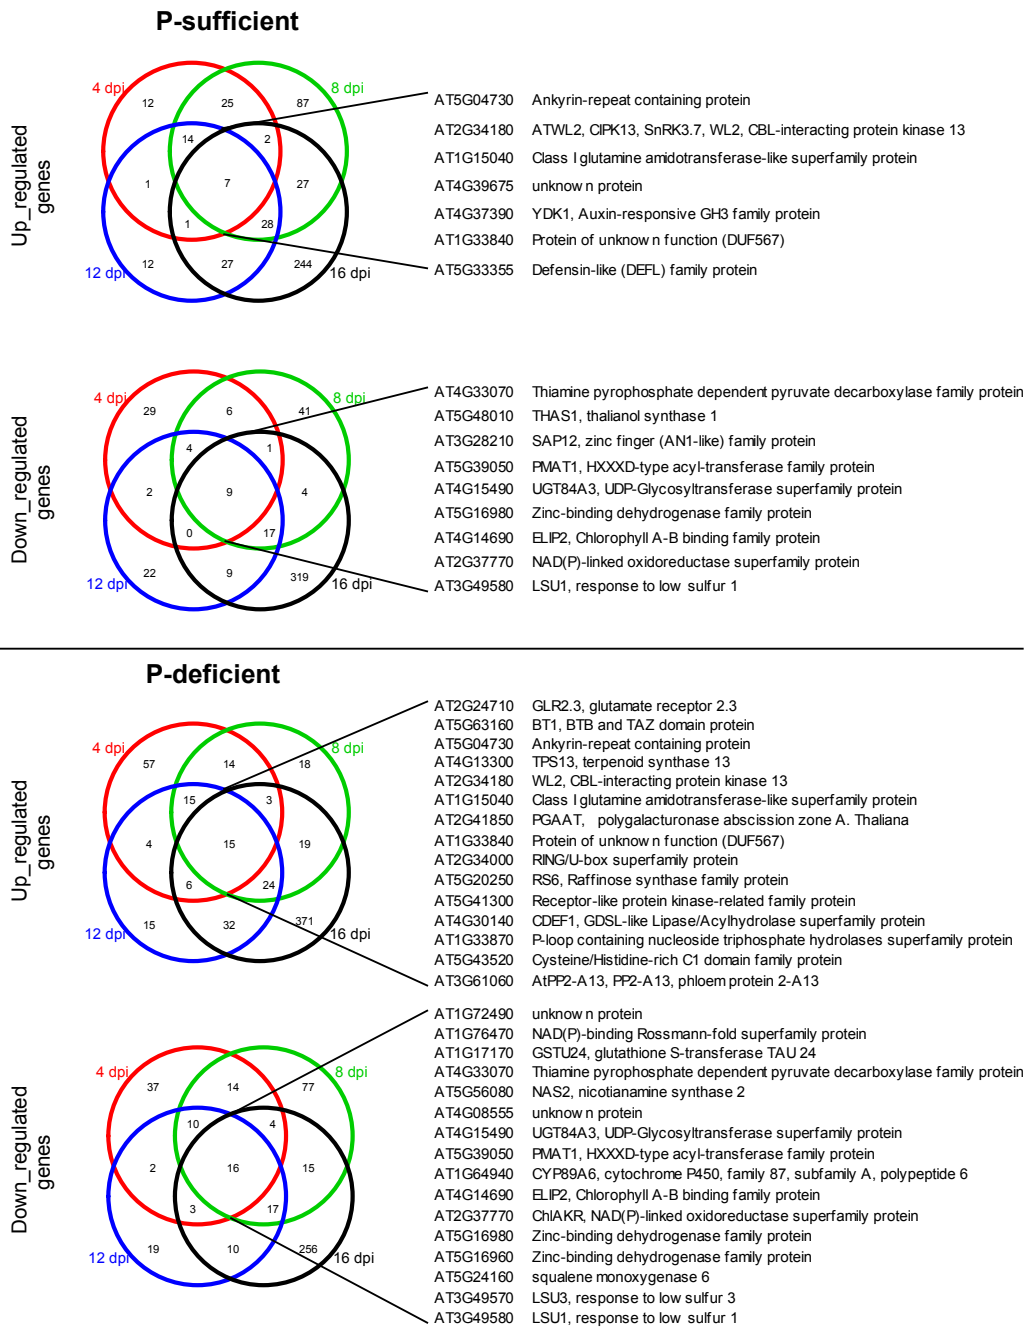 P-sufficient
Up_regulated
genes
4 dpi
8 dpi
12 dpi
16 dpi
12
25
87
14
2
1
7
27
1
28
12
27
244
AT5G04730 Ankyrin-repeat containing protein
AT2G34180 ATWL2, CIPK13, SnRK3.7, WL2, CBL-interacting protein kinase 13
AT1G15040 Class I glutamine amidotransferase-like superfamily protein
AT4G39675 unknown protein
AT4G37390 YDK1, Auxin-responsive GH3 family protein
AT1G33840 Protein of unknown function (DUF567)
AT5G33355 Defensin-like (DEFL) family protein
Down_regulated
genes
4 dpi
8 dpi
12 dpi
16 dpi
29
6
41
4
1
2
9
4
0
17
22
9
319
AT4G33070 Thiamine pyrophosphate dependent pyruvate decarboxylase family protein
AT5G48010 THAS1, thalianol synthase 1
AT3G28210 SAP12, zinc finger (AN1-like) family protein
AT5G39050 PMAT1, HXXXD-type acyl-transferase family protein
AT4G15490 UGT84A3, UDP-Glycosyltransferase superfamily protein
AT5G16980 Zinc-binding dehydrogenase family protein
AT4G14690 ELIP2, Chlorophyll A-B binding family protein
AT2G37770 NAD(P)-linked oxidoreductase superfamily protein
AT3G49580 LSU1, response to low sulfur 1
P-deficient
Up_regulated
genes
4 dpi
8 dpi
12 dpi
16 dpi
57
14
18
15
3
4
15
19
6
24
15
32
371
AT2G24710 GLR2.3, glutamate receptor 2.3
AT5G63160 BT1, BTB and TAZ domain protein
AT5G04730 Ankyrin-repeat containing protein
AT4G13300 TPS13, terpenoid synthase 13
AT2G34180 WL2, CBL-interacting protein kinase 13
AT1G15040 Class I glutamine amidotransferase-like superfamily protein
AT2G41850 PGAAT, polygalacturonase abscission zone A. Thaliana
AT1G33840 Protein of unknown function (DUF567)
AT2G34000 RING/U-box superfamily protein
AT5G20250 RS6, Raffinose synthase family protein
AT5G41300 Receptor-like protein kinase-related family protein
AT4G30140 CDEF1, GDSL-like Lipase/Acylhydrolase superfamily protein
AT1G33870 P-loop containing nucleoside triphosphate hydrolases superfamily protein
AT5G43520 Cysteine/Histidine-rich C1 domain family protein
AT3G61060 AtPP2-A13, PP2-A13, phloem protein 2-A13
Down_regulated
genes
4 dpi
8 dpi
12 dpi
16 dpi
37
14
77
10
4
2
16
15
3
17
19
10
256
AT1G72490 unknown protein
AT1G76470 NAD(P)-binding Rossmann-fold superfamily protein
AT1G17170 GSTU24, glutathione S-transferase TAU 24
AT4G33070 Thiamine pyrophosphate dependent pyruvate decarboxylase family protein
AT5G56080 NAS2, nicotianamine synthase 2
AT4G08555 unknown protein
AT4G15490 UGT84A3, UDP-Glycosyltransferase superfamily protein
AT5G39050 PMAT1, HXXXD-type acyl-transferase family protein
AT1G64940 CYP89A6, cytochrome P450, family 87, subfamily A, polypeptide 6
AT4G14690 ELIP2, Chlorophyll A-B binding family protein
AT2G37770 ChlAKR, NAD(P)-linked oxidoreductase superfamily protein
AT5G16980 Zinc-binding dehydrogenase family protein
AT5G16960 Zinc-binding dehydrogenase family protein
AT5G24160 squalene monoxygenase 6
AT3G49570 LSU3, response to low sulfur 3
AT3G49580 LSU1, response to low sulfur 1